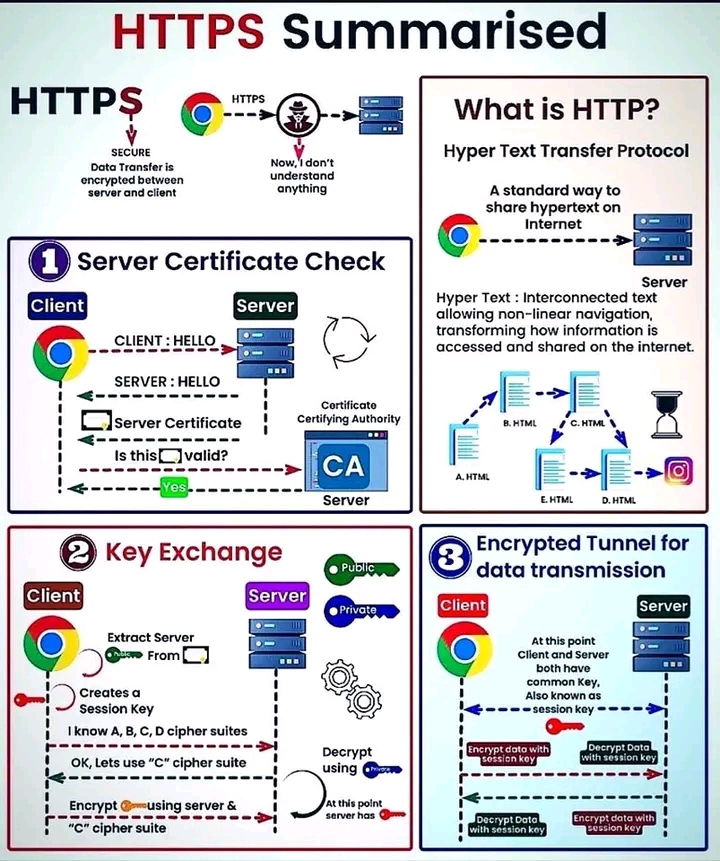 HTTPS Summarised
HTTPS
SECURE
Data Transfer is
encrypted between
server and client
HTTPS
Now, I don't
understand
anything
What is HTTP?
Hyper Text Transfer Protocol
A standard way to
share hypertext on
Internet
Server
Hyper Text : Interconnected text
allowing non-linear navigation,
transforming how information is
accessed and shared on the internet.
A. HTML
B. HTML
C. HTML
E. HTML
D. HTML
1 Server Certificate Check
Client
Server
CLIENT : HELLO
SERVER : HELLO
Server Certificate
Is this valid?
Yes
Certificate
Certifying Authority
CA
Server
2 Key Exchange
Public
Private
Client
Server
Extract Server
Public From
Creates a
Session Key
I know A, B, C, D cipher suites
OK, Lets use "C" cipher suite
Encrypt using server &
"C" cipher suite
Decrypt
using Private
At this point
server has
3 Encrypted Tunnel for
data transmission
Client
Server
At this point
Client and Server
both have
common Key,
Also known as
session key
Encrypt data with
session key
Decrypt Data
with session key
Decrypt Data
with session key
Encrypt data with
session key